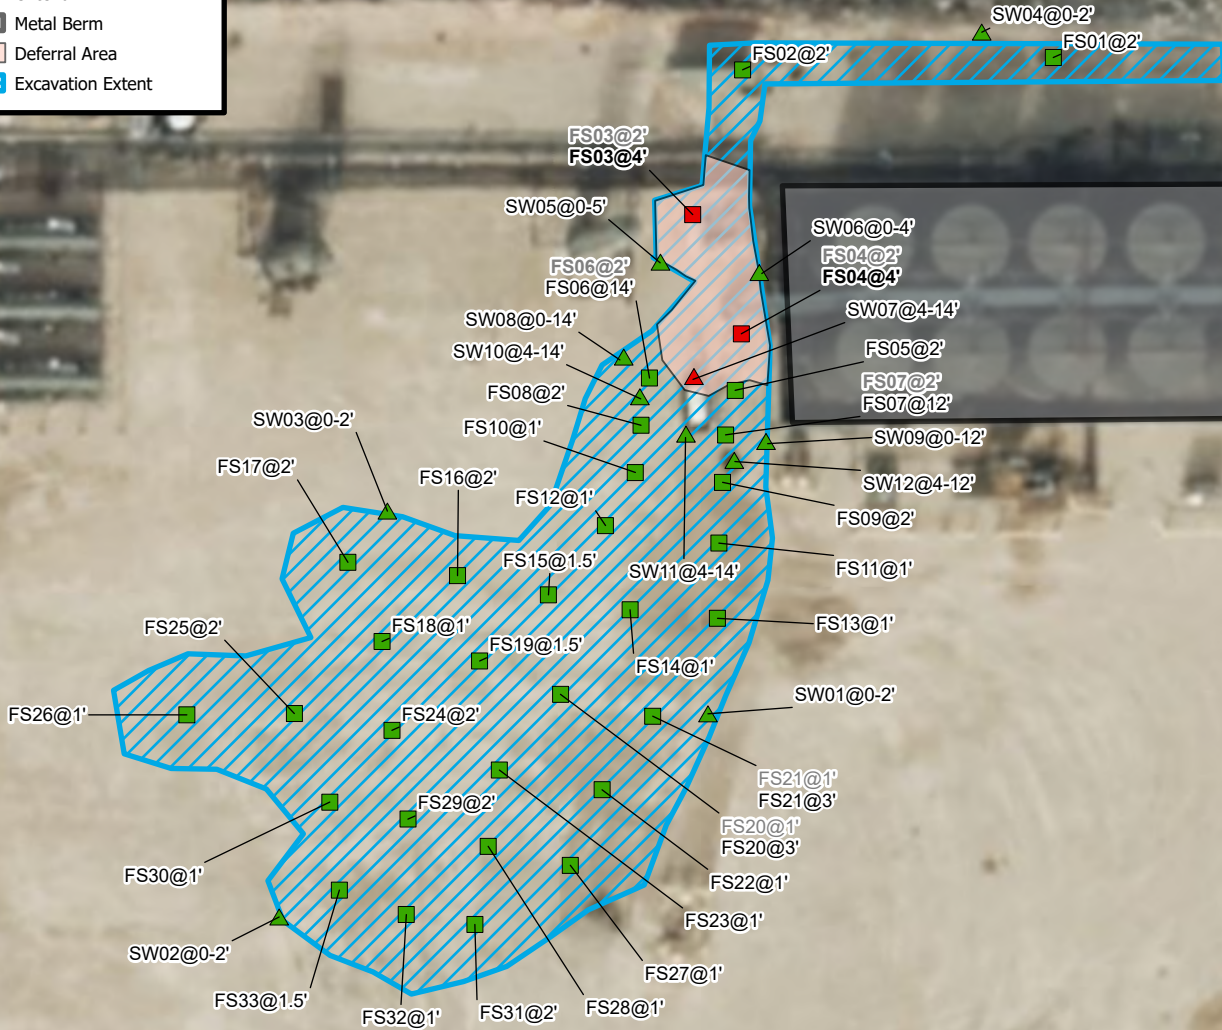 Metal Berm
Deferral Area
Excavation Extent
SW04@0-2'
FS01@2'
FS02@2'
FS03@2'
FS03@4'
SW05@0-5'
SW06@0-4'
FS04@2'
FS04@4'
FS06@2'
FS06@14'
SW07@4-14'
SW08@0-14'
SW10@4-14'
FS05@2'
FS08@2'
FS07@2'
FS07@12'
FS10@1'
SW09@0-12'
SW03@0-2'
FS17@2'
FS16@2'
SW12@4-12'
FS12@1'
FS09@2'
FS15@1.5'
SW11@4-14'
FS11@1'
FS25@2'
FS18@1'
FS13@1'
FS19@1.5'
FS14@1'
SW01@0-2'
FS26@1'
FS24@2'
FS21@1'
FS21@3'
FS29@2'
FS20@1'
FS20@3'
FS30@1'
FS22@1'
FS23@1'
SW02@0-2'
FS27@1'
FS33@1.5'
FS28@1'
FS32@1'
FS31@2'